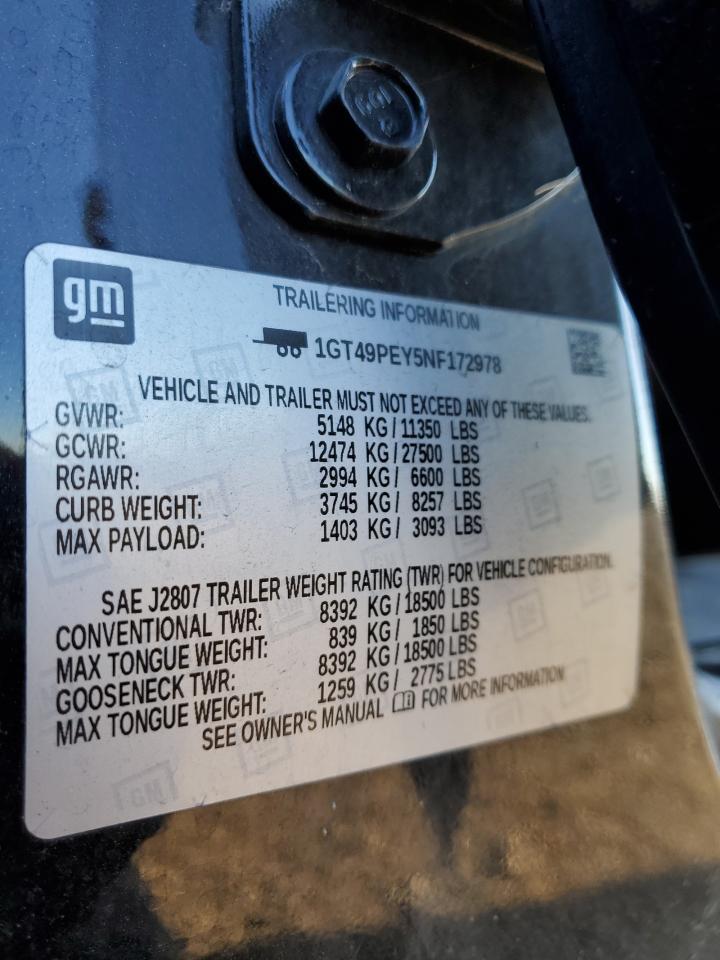 gm
TRAILERING INFORMATION
1GT49PEY5NF172978
VEHICLE AND TRAILER MUST NOT EXCEED ANY OF THESE VALUES.
GVWR: 5148 KG / 11350 LBS
GCWR: 12474 KG / 27500 LBS
RGAWR: 2994 KG / 6600 LBS
CURB WEIGHT: 3745 KG / 8257 LBS
MAX PAYLOAD: 1403 KG / 3093 LBS
SAE J2807 TRAILER WEIGHT RATING (TWR) FOR VEHICLE CONFIGURATION.
CONVENTIONAL TWR: 8392 KG / 18500 LBS
MAX TONGUE WEIGHT: 839 KG / 1850 LBS
GOOSENECK TWR: 8392 KG / 18500 LBS
MAX TONGUE WEIGHT: 1259 KG / 2775 LBS
SEE OWNER'S MANUAL FOR MORE INFORMATION
GM